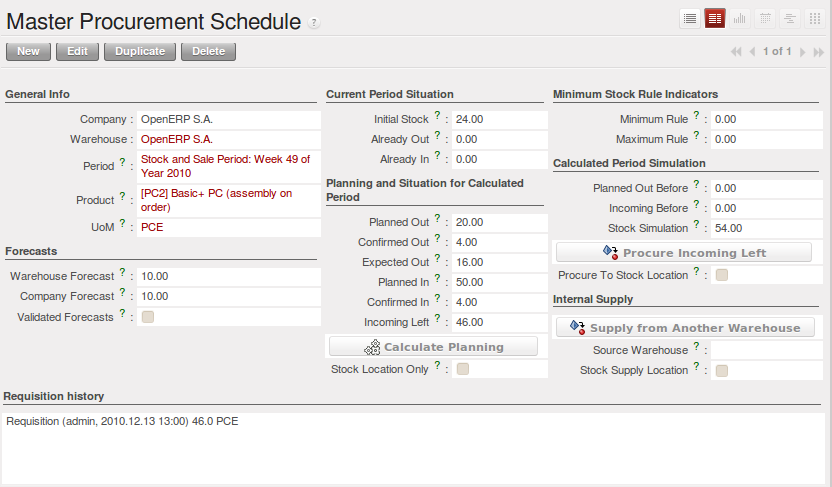 Master Procurement Schedule ?
New Edit Duplicate Delete
1 of 1
General Info
Company : OpenERP S.A.
Warehouse : OpenERP S.A.
Period ? : Stock and Sale Period: Week 49 of
Year 2010
Product ? : [PC2] Basic+ PC (assembly on
order)
UoM ? : PCE
Forecasts
Warehouse Forecast ? : 10.00
Company Forecast ? : 10.00
Validated Forecasts ? :
Current Period Situation
Initial Stock ? : 24.00
Already Out ? : 0.00
Already In ? : 0.00
Planning and Situation for Calculated
Period
Planned Out ? : 20.00
Confirmed Out ? : 4.00
Expected Out ? : 16.00
Planned In ? : 50.00
Confirmed In ? : 4.00
Incoming Left ? : 46.00
Calculate Planning
Stock Location Only ? :
Minimum Stock Rule Indicators
Minimum Rule ? : 0.00
Maximum Rule ? : 0.00
Calculated Period Simulation
Planned Out Before ? : 0.00
Incoming Before ? : 0.00
Stock Simulation ? : 54.00
Procure Incoming Left
Procure To Stock Location ? :
Internal Supply
Supply from Another Warehouse
Source Warehouse ? :
Stock Supply Location ? :
Requisition history
Requisition (admin, 2010.12.13 13:00) 46.0 PCE